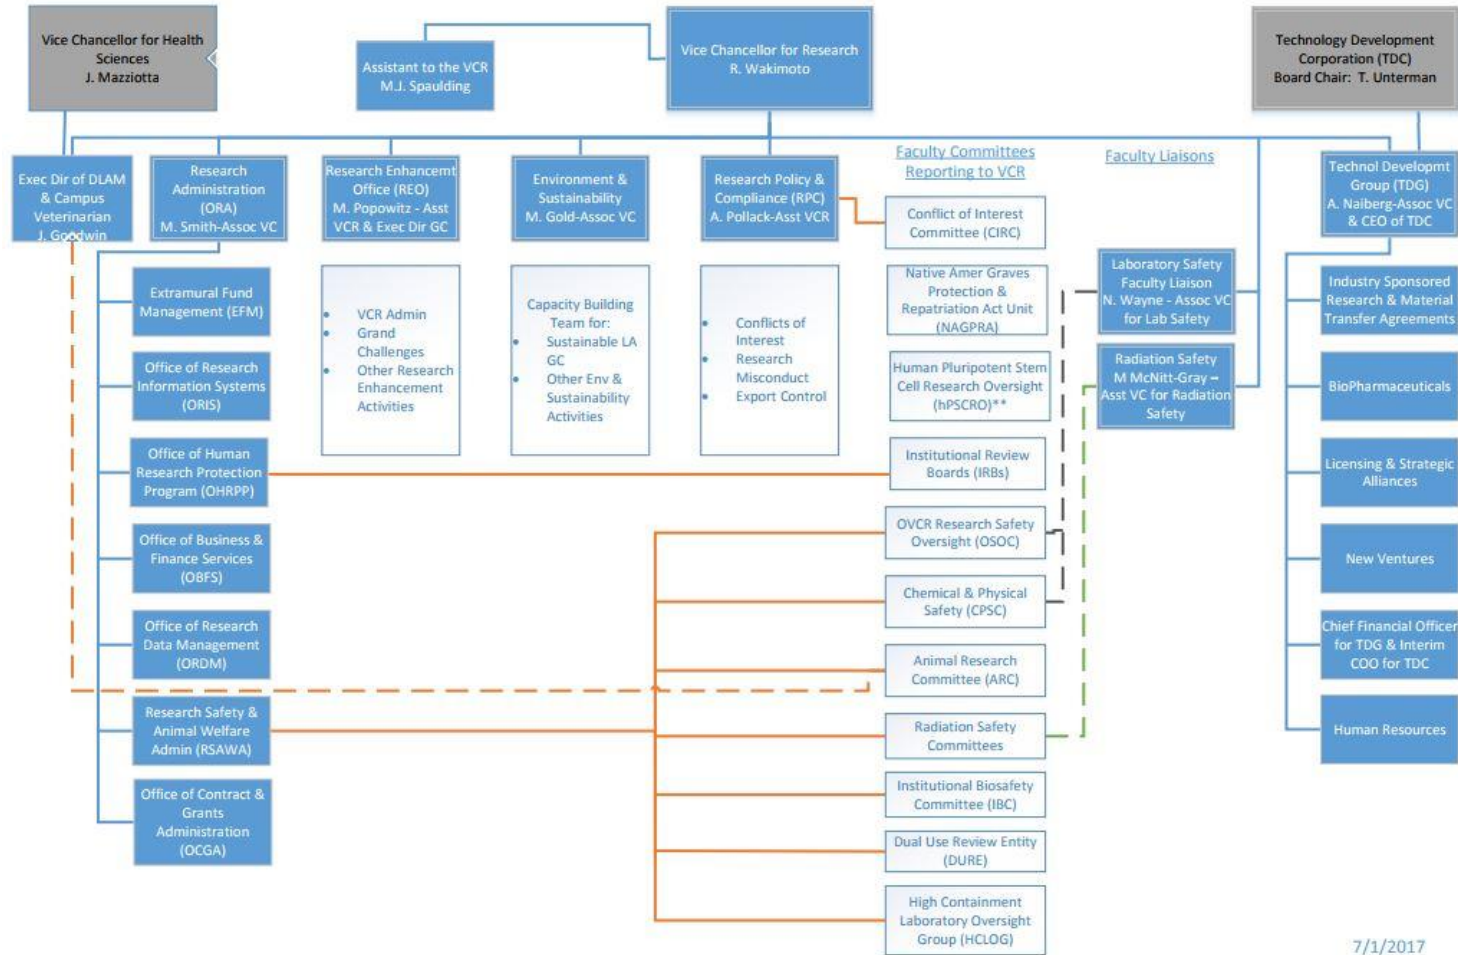 Vice Chancellor for Health
Sciences
J. Mazziotta
Assistant to the VCR
M.J. Spaulding
Vice Chancellor for Research
R. Wakimoto
Technology Development
Corporation (TDC)
Board Chair: T. Unterman
Exec Dir of DLAM
& Campus
Veterinarian
J. Goodwin
Research
Administration
(ORA)
M. Smith-Assoc VC
Research Enhancemt
Office (REO)
M. Popowitz - Asst
VCR & Exec Dir GC
Environment &
Sustainability
M. Gold-Assoc VC
Research Policy &
Compliance (RPC)
A. Pollack-Asst VCR
Faculty Committees
Reporting to VCR
Faculty Liaisons
Technol Developmt
Group (TDG)
A. Naiberg-Assoc VC
& CEO of TDC
Extramural Fund
Management (EFM)
Office of Research
Information Systems
(ORIS)
Office of Human
Research Protection
Program (OHRPP)
Office of Business &
Finance Services
(OBFS)
Office of Research
Data Management
(ORDM)
Research Safety &
Animal Welfare
Admin (RSAWA)
Office of Contract &
Grants
Administration
(OCGA)
• VCR Admin
• Grand
Challenges
• Other Research
Enhancement
Activities
Capacity Building
Team for:
• Sustainable LA
GC
• Other Env &
Sustainability
Activities
• Conflicts of
Interest
• Research
Misconduct
• Export Control
Conflict of Interest
Committee (CIRC)
Native Amer Graves
Protection &
Repatriation Act Unit
(NAGPRA)
Human Pluripotent Stem
Cell Research Oversight
(hPSCRO)**
Institutional Review
Boards (IRBs)
OVCR Research Safety
Oversight (OSOC)
Chemical & Physical
Safety (CPSC)
Animal Research
Committee (ARC)
Radiation Safety
Committees
Institutional Biosafety
Committee (IBC)
Dual Use Review Entity
(DURE)
High Containment
Laboratory Oversight
Group (HCLOG)
Laboratory Safety
Faculty Liaison
N. Wayne - Assoc VC
for Lab Safety
Radiation Safety
M McNitt-Gray –
Asst VC for Radiation
Safety
Industry Sponsored
Research & Material
Transfer Agreements
BioPharmaceuticals
Licensing & Strategic
Alliances
New Ventures
Chief Financial Officer
for TDG & Interim
COO for TDC
Human Resources
7/1/2017